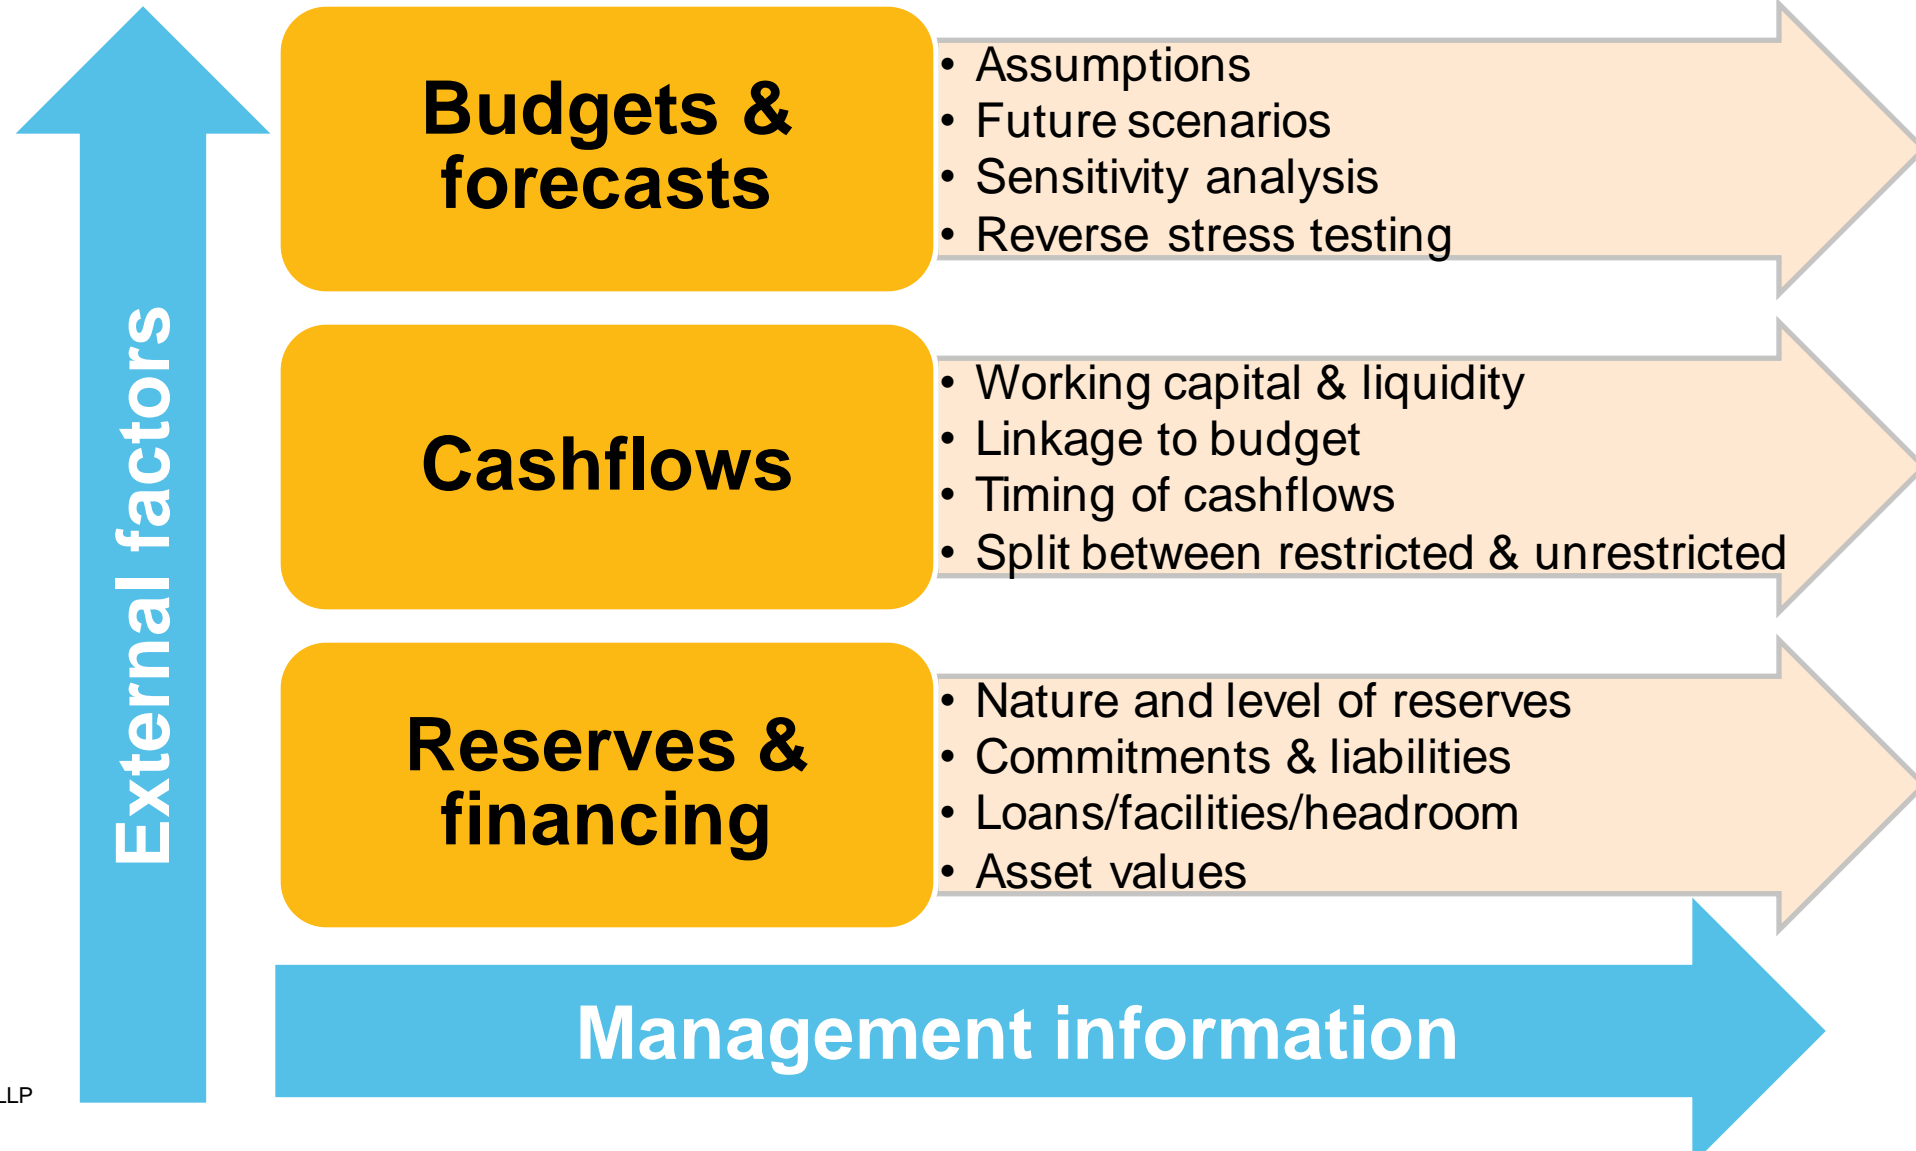 Budgets &
forecasts
• Assumptions
• Future scenarios
• Sensitivity analysis
• Reverse stress testing
External factors
Cashflows
• Working capital & liquidity
• Linkage to budget
• Timing of cashflows
• Split between restricted & unrestricted
Reserves &
financing
• Nature and level of reserves
• Commitments & liabilities
• Loans/facilities/headroom
• Asset values
Management information
LLP